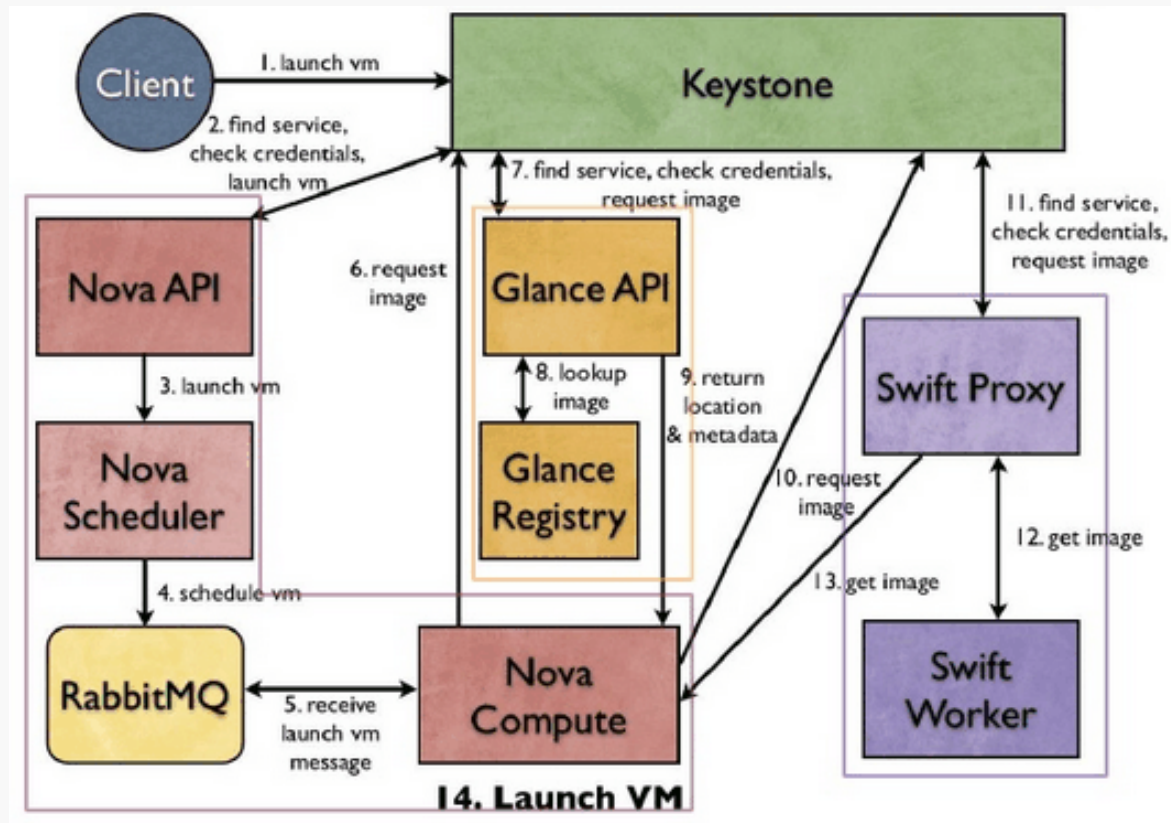 Client
1. launch vm
Keystone
2. find service,
check credentials,
launch vm
7. find service, check credentials,
request image
11. find service,
check credentials,
request image
Nova API
6. request
image
Glance API
3. launch vm
8. lookup
image
9. return
location
& metadata
Swift Proxy
Nova
Scheduler
Glance
Registry
10. request
image
12. get image
4. schedule vm
13. get image
RabbitMQ
5. receive
launch vm
message
Nova
Compute
Swift
Worker
14. Launch VM